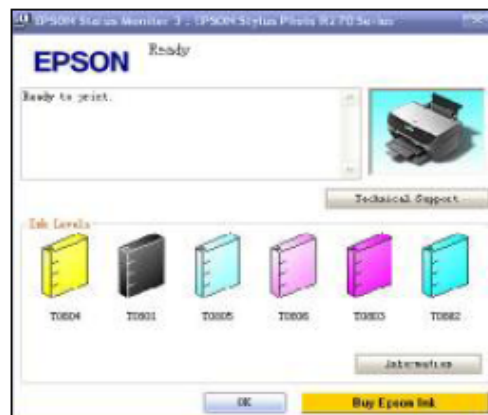 EPSON Status Monitor 3 : EPSON Stylus Photo R270 Series
EPSON
Ready
Ready to print.
Technical Support
Ink Levels
T0804 T0801 T0805 T0806 T0803 T0802
Information
OK
Buy Epson Ink